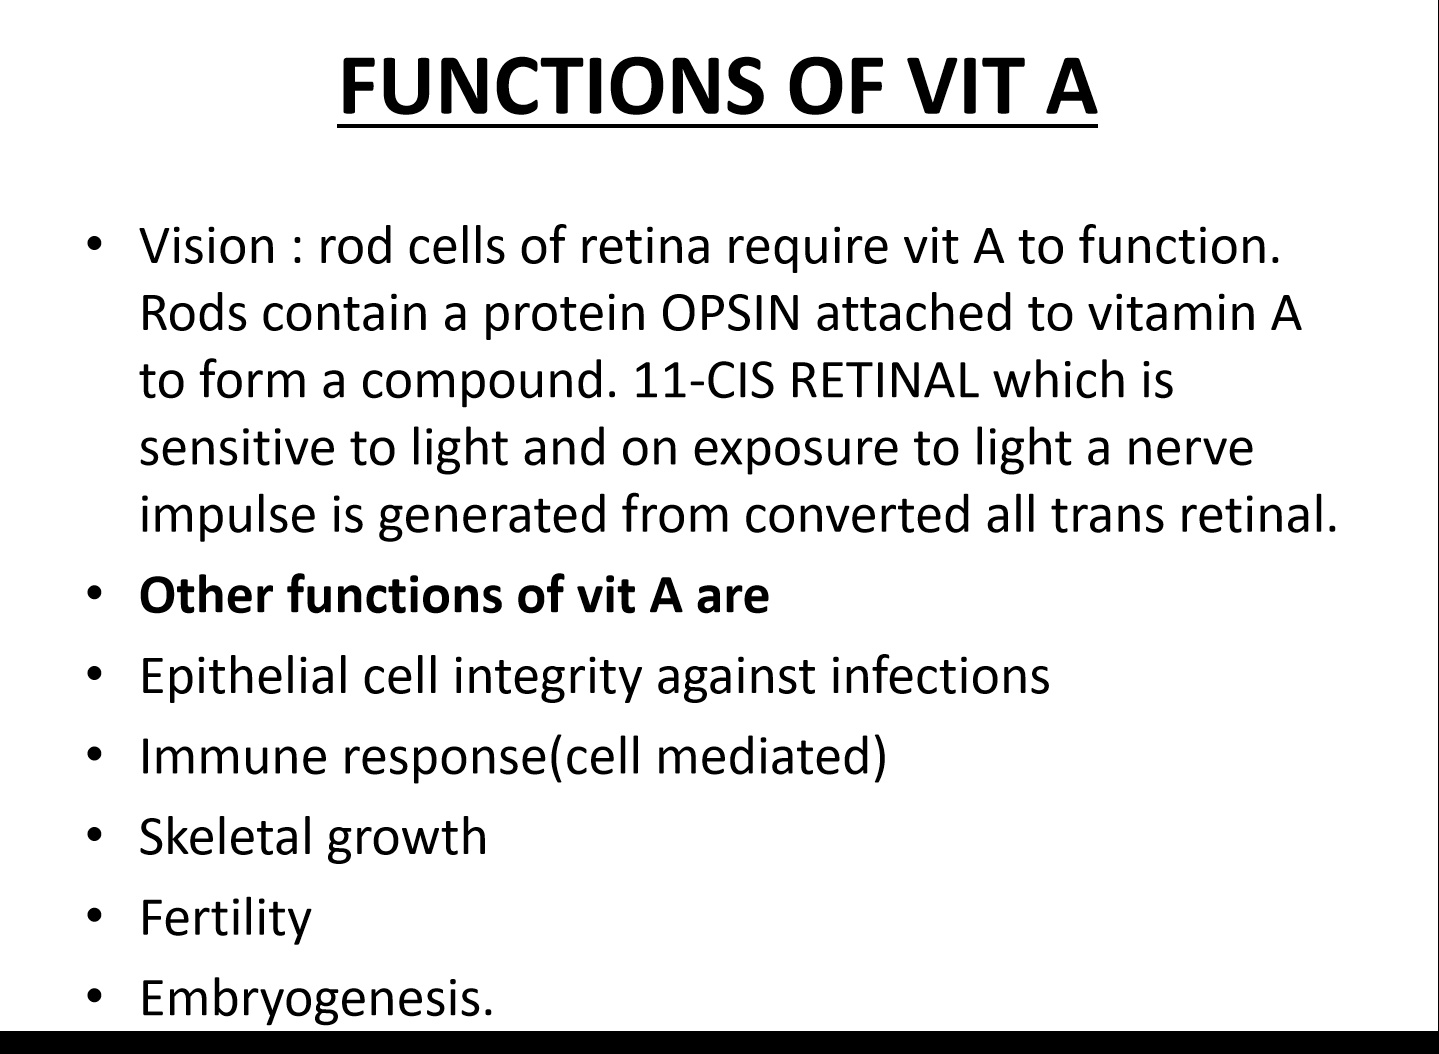 FUNCTIONS OF VIT A
• Vision : rod cells of retina require vit A to function.
Rods contain a protein OPSIN attached to vitamin A
to form a compound. 11-CIS RETINAL which is
sensitive to light and on exposure to light a nerve
impulse is generated from converted all trans retinal.
• Other functions of vit A are
• Epithelial cell integrity against infections
• Immune response(cell mediated)
• Skeletal growth
• Fertility
• Embryogenesis.